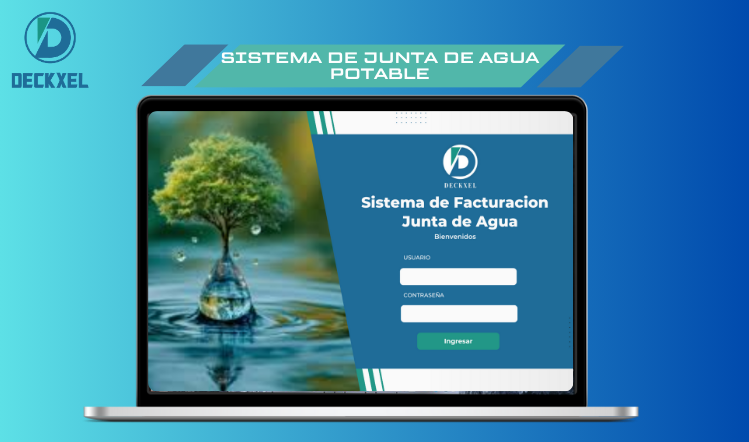 DECKXEL
SISTEMA DE JUNTA DE AGUA
POTABLE
DECKXEL
Sistema de Facturacion
Junta de Agua
Bienvenidos
USUARIO
CONTRASEÑA
Ingresar